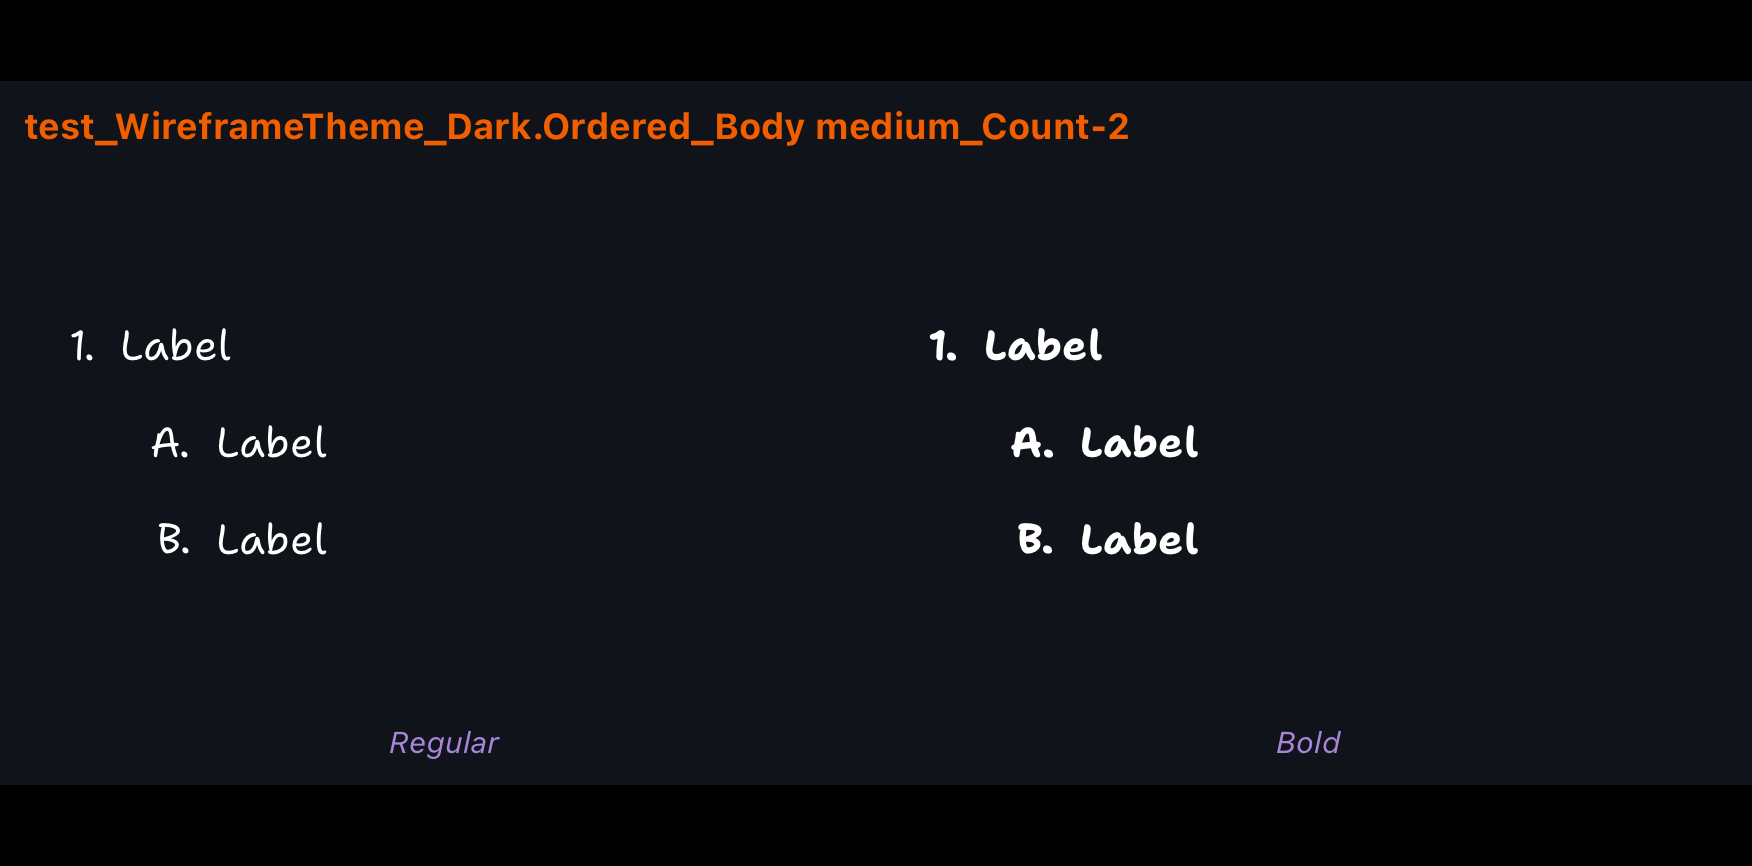 test_WireframeTheme_Dark.Ordered_Body medium_Count-2
1. Label
A. Label
B. Label
Regular
1. Label
A. Label
B. Label
Bold